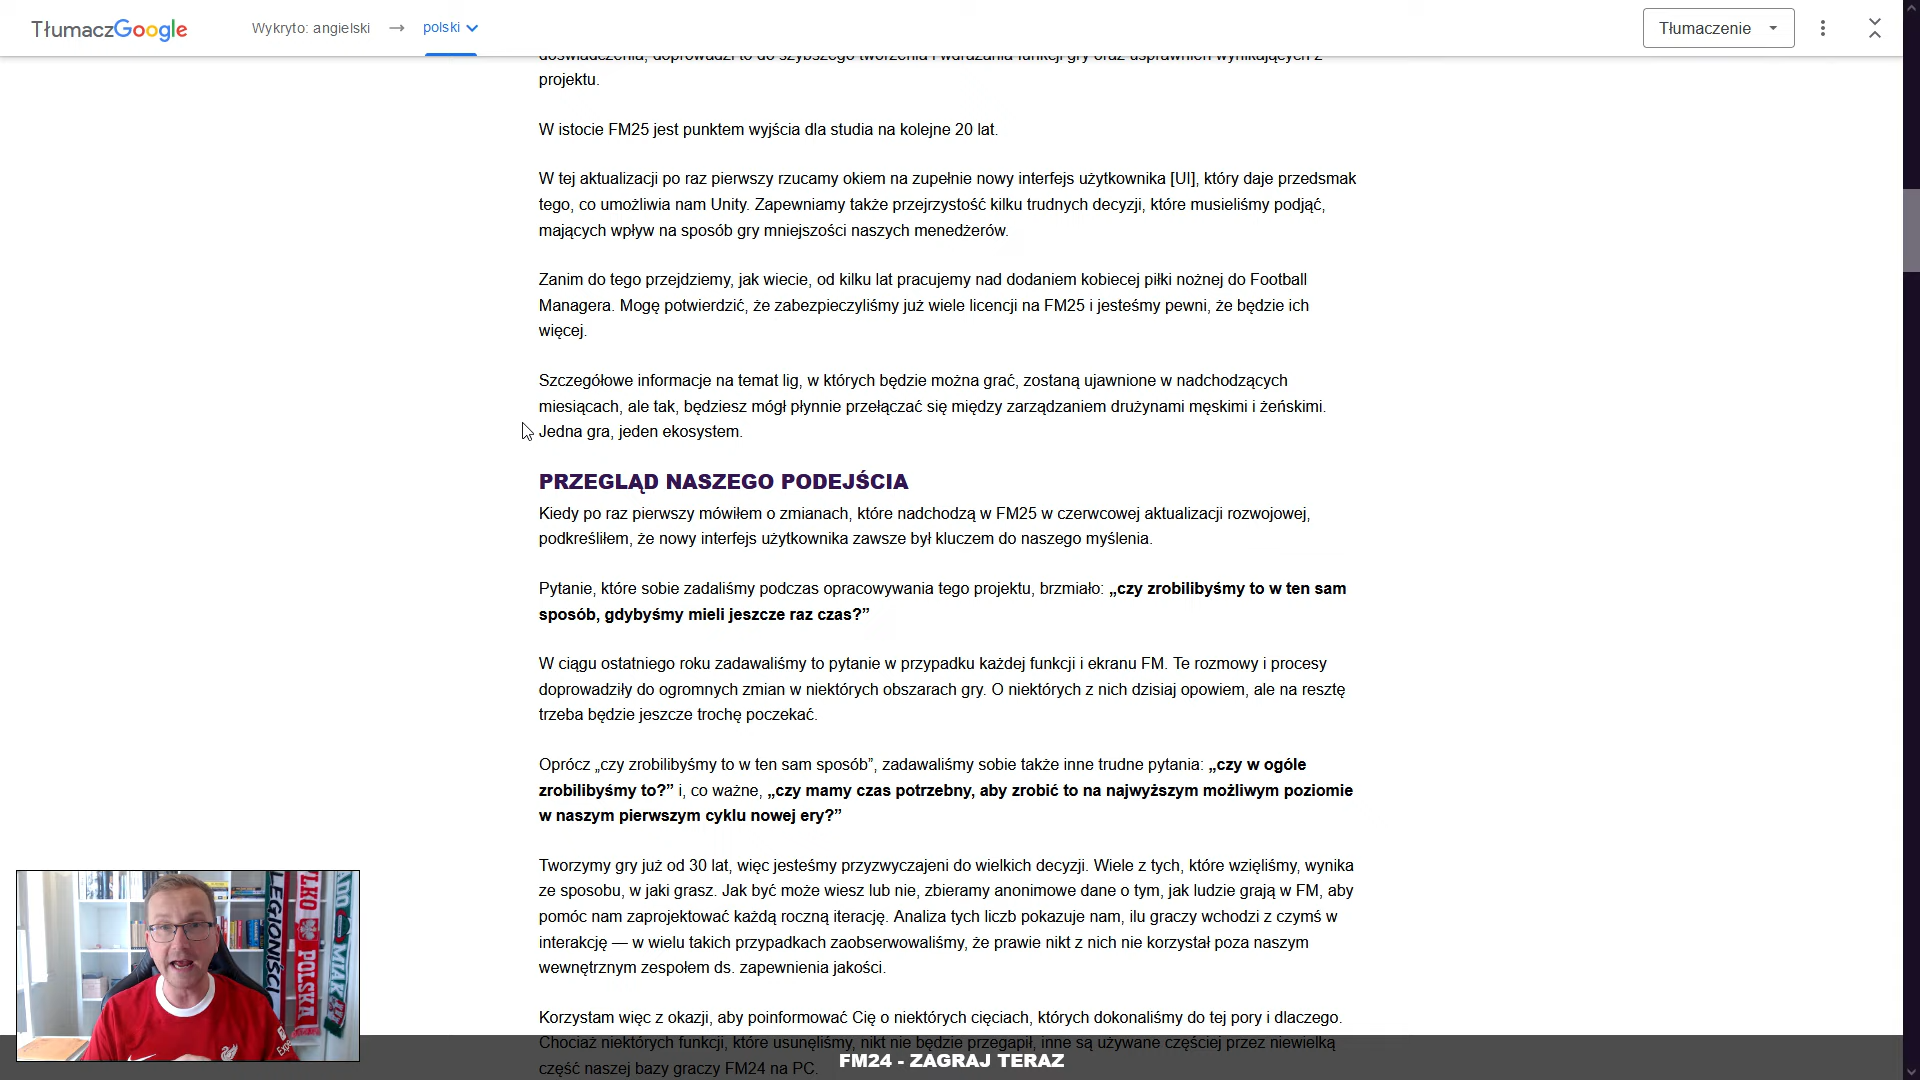 TłumaczGoogle
Wykryto: angielski → polski
Tłumaczenie
doświadczenia, doprowadzi to do szybszego tworzenia i wdrażania funkcji gry oraz usprawnień wynikających z
projektu.
W istocie FM25 jest punktem wyjścia dla studia na kolejne 20 lat.
W tej aktualizacji po raz pierwszy rzucamy okiem na zupełnie nowy interfejs użytkownika [UI], który daje przedsmak
tego, co umożliwia nam Unity. Zapewniamy także przejrzystość kilku trudnych decyzji, które musieliśmy podjąć,
mających wpływ na sposób gry mniejszości naszych menedżerów.
Zanim do tego przejdziemy, jak wiecie, od kilku lat pracujemy nad dodaniem kobiecej piłki nożnej do Football
Managera. Mogę potwierdzić, że zabezpieczyliśmy już wiele licencji na FM25 i jesteśmy pewni, że będzie ich
więcej.
Szczegółowe informacje na temat lig, w których będzie można grać, zostaną ujawnione w nadchodzących
miesiącach, ale tak, będziesz mógł płynnie przełączać się między zarządzaniem drużynami męskimi i żeńskimi.
Jedna gra, jeden ekosystem.
PRZEGLĄD NASZEGO PODEJŚCIA
Kiedy po raz pierwszy mówiłem o zmianach, które nadchodzą w FM25 w czerwcowej aktualizacji rozwojowej,
podkreśliłem, że nowy interfejs użytkownika zawsze był kluczem do naszego myślenia.
Pytanie, które sobie zadaliśmy podczas opracowywania tego projektu, brzmiało: „czy zrobilibyśmy to w ten sam
sposób, gdybyśmy mieli jeszcze raz czas?”
W ciągu ostatniego roku zadawaliśmy to pytanie w przypadku każdej funkcji i ekranu FM. Te rozmowy i procesy
doprowadziły do ogromnych zmian w niektórych obszarach gry. O niektórych z nich dzisiaj opowiem, ale na resztę
trzeba będzie jeszcze trochę poczekać.
Oprócz „czy zrobilibyśmy to w ten sam sposób”, zadawaliśmy sobie także inne trudne pytania: „czy w ogóle
zrobilibyśmy to?” i, co ważne, „czy mamy czas potrzebny, aby zrobić to na najwyższym możliwym poziomie
w naszym pierwszym cyklu nowej ery?”
Tworzymy gry już od 30 lat, więc jesteśmy przyzwyczajeni do wielkich decyzji. Wiele z tych, które wzięliśmy, wynika
ze sposobu, w jaki grasz. Jak być może wiesz lub nie, zbieramy anonimowe dane o tym, jak ludzie grają w FM, aby
pomóc nam zaprojektować każdą roczną iterację. Analiza tych liczb pokazuje nam, ilu graczy wchodzi z czymś w
interakcję — w wielu takich przypadkach zaobserwowaliśmy, że prawie nikt z nich nie korzystał poza naszym
wewnętrznym zespołem ds. zapewnienia jakości.
Korzystam więc z okazji, aby poinformować Cię o niektórych cięciach, których dokonaliśmy do tej pory i dlaczego.
Chociaż niektórych funkcji, które usunęliśmy, nikt nie będzie przegapił, inne są używane częściej przez niewielką
część naszej bazy graczy FM24 na PC.
FM24 - ZAGRAJ TERAZ
LEGIONIŚCI
POLSKA